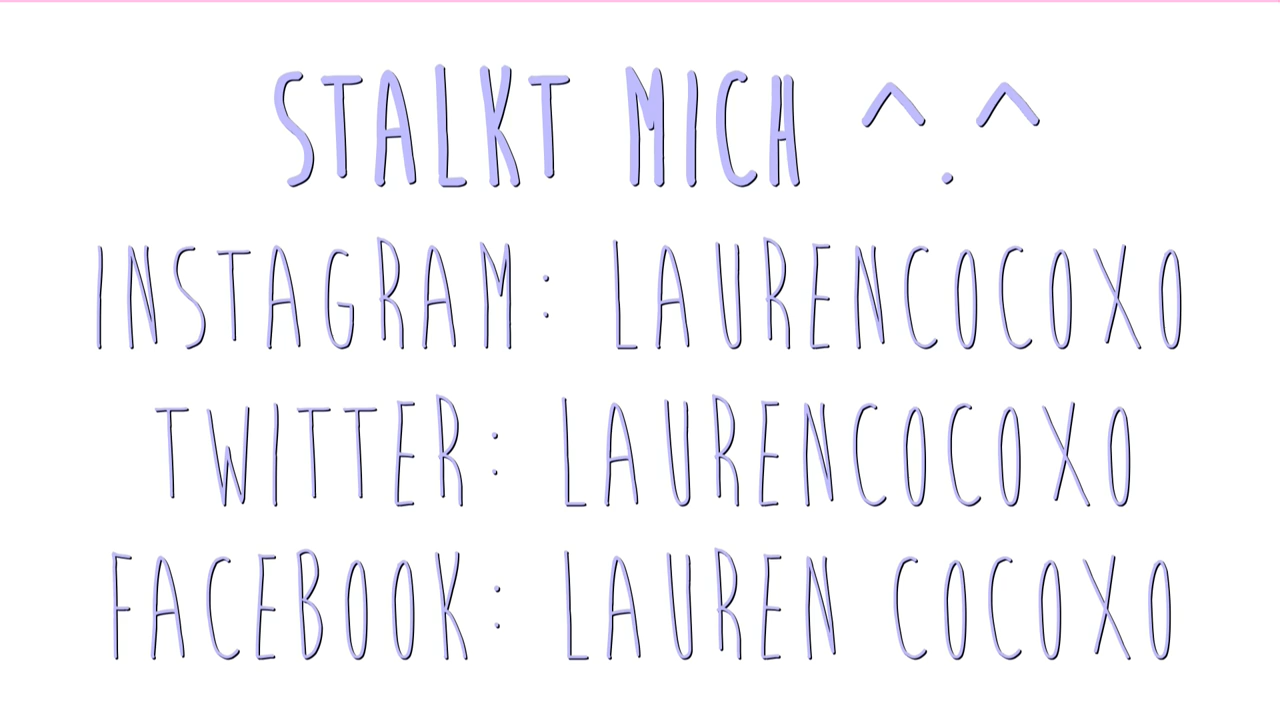 STALKT MICH ^.^
INSTAGRAM: LAURENCOCOXO
TWITTER: LAURENCOCOXO
FACEBOOK: LAUREN COCOXO